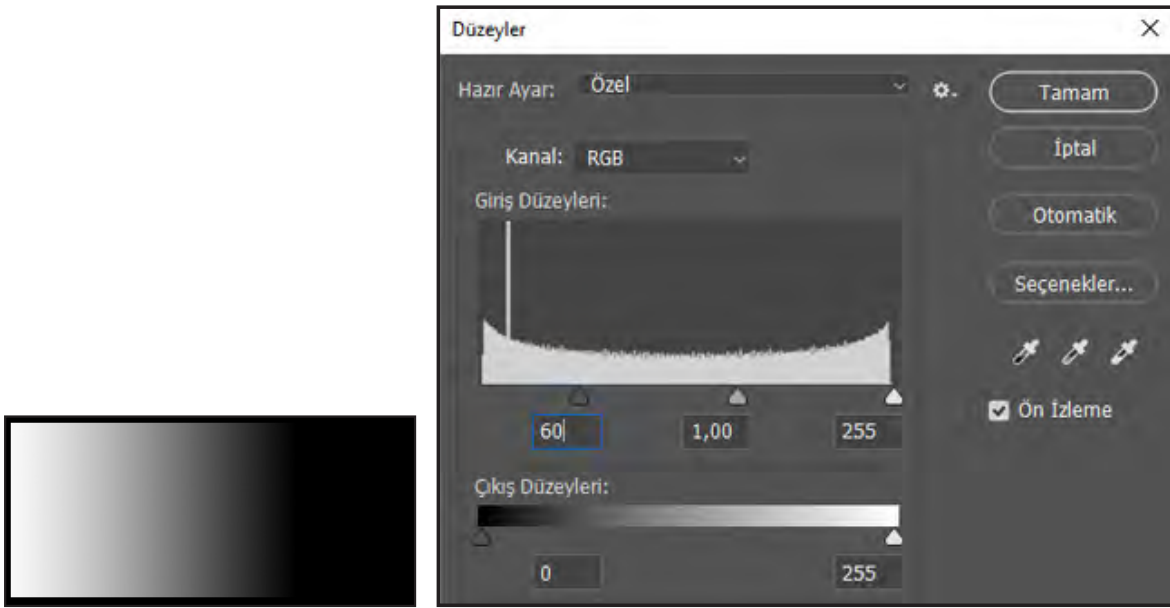 Düzeyler
Hazır Ayar: Özel
Tamam
Kanal: RGB
İptal
Giriş Düzeyleri:
Otomatik
Seçenekler...
Ön İzleme
60 1,00 255
Çıkış Düzeyleri:
0 255